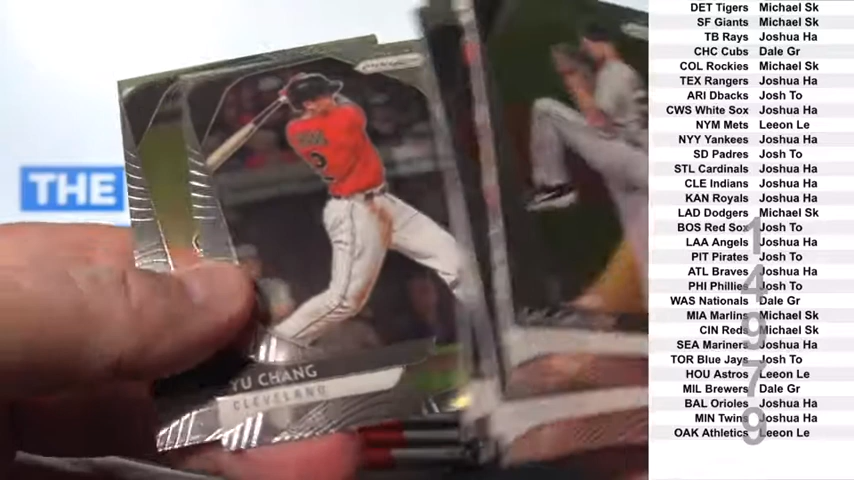 DET Tigers Michael Sk
SF Giants Michael Sk
TB Rays Joshua Ha
CHC Cubs Dale Gr
COL Rockies Michael Sk
TEX Rangers Joshua Ha
ARI Dbacks Josh To
CWS White Sox Joshua Ha
NYM Mets Leeon Le
NYY Yankees Joshua Ha
SD Padres Josh To
STL Cardinals Joshua Ha
CLE Indians Joshua Ha
KAN Royals Joshua Ha
LAD Dodgers Michael Sk
BOS Red Sox Josh To
LAA Angels Joshua Ha
PIT Pirates Josh To
ATL Braves Joshua Ha
PHI Phillies Josh To
WAS Nationals Dale Gr
MIA Marlins Michael Sk
CIN Reds Michael Sk
SEA Mariners Joshua Ha
TOR Blue Jays Josh To
HOU Astros Leeon Le
MIL Brewers Dale Gr
BAL Orioles Joshua Ha
MIN Twins Joshua Ha
OAK Athletics Leeon Le
1
4
9
7
9
THE
2
YU CHANG
CLEVELAND